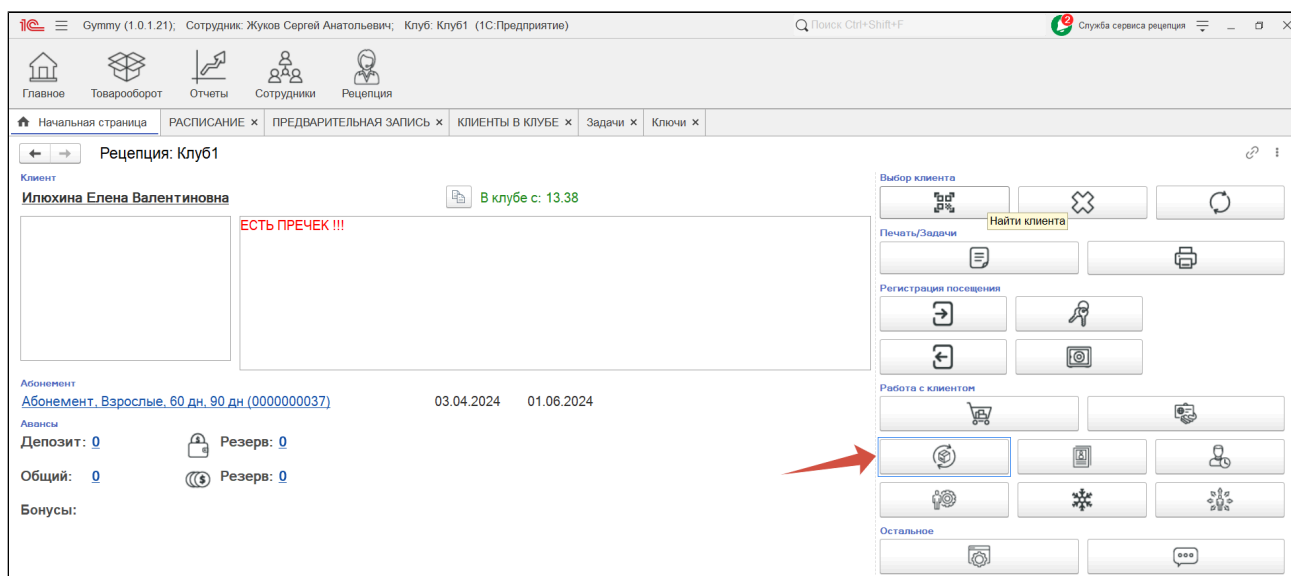 1С Gymmy (1.0.1.21); Сотрудник: Жуков Сергей Анатольевич; Клуб: Клуб1 (1С:Предприятие) Поиск Ctrl+Shift+F 2 Служба сервиса рецепция
Главное Товарооборот Отчеты Сотрудники Рецепция
Начальная страница РАСПИСАНИЕ × ПРЕДВАРИТЕЛЬНАЯ ЗАПИСЬ × КЛИЕНТЫ В КЛУБЕ × Задачи × Ключи ×
Рецепция: Клуб1
Клиент
Илюхина Елена Валентиновна В клубе с: 13.38
ЕСТЬ ПРЕЧЕК !!!
Абонемент
Абонемент, Взрослые, 60 дн, 90 дн (0000000037) 03.04.2024 01.06.2024
Авансы
Депозит: 0 Резерв: 0
Общий: 0 Резерв: 0
Бонусы:
Выбор клиента
Найти клиента
Печать/Задачи
Регистрация посещения
Работа с клиентом
Остальное